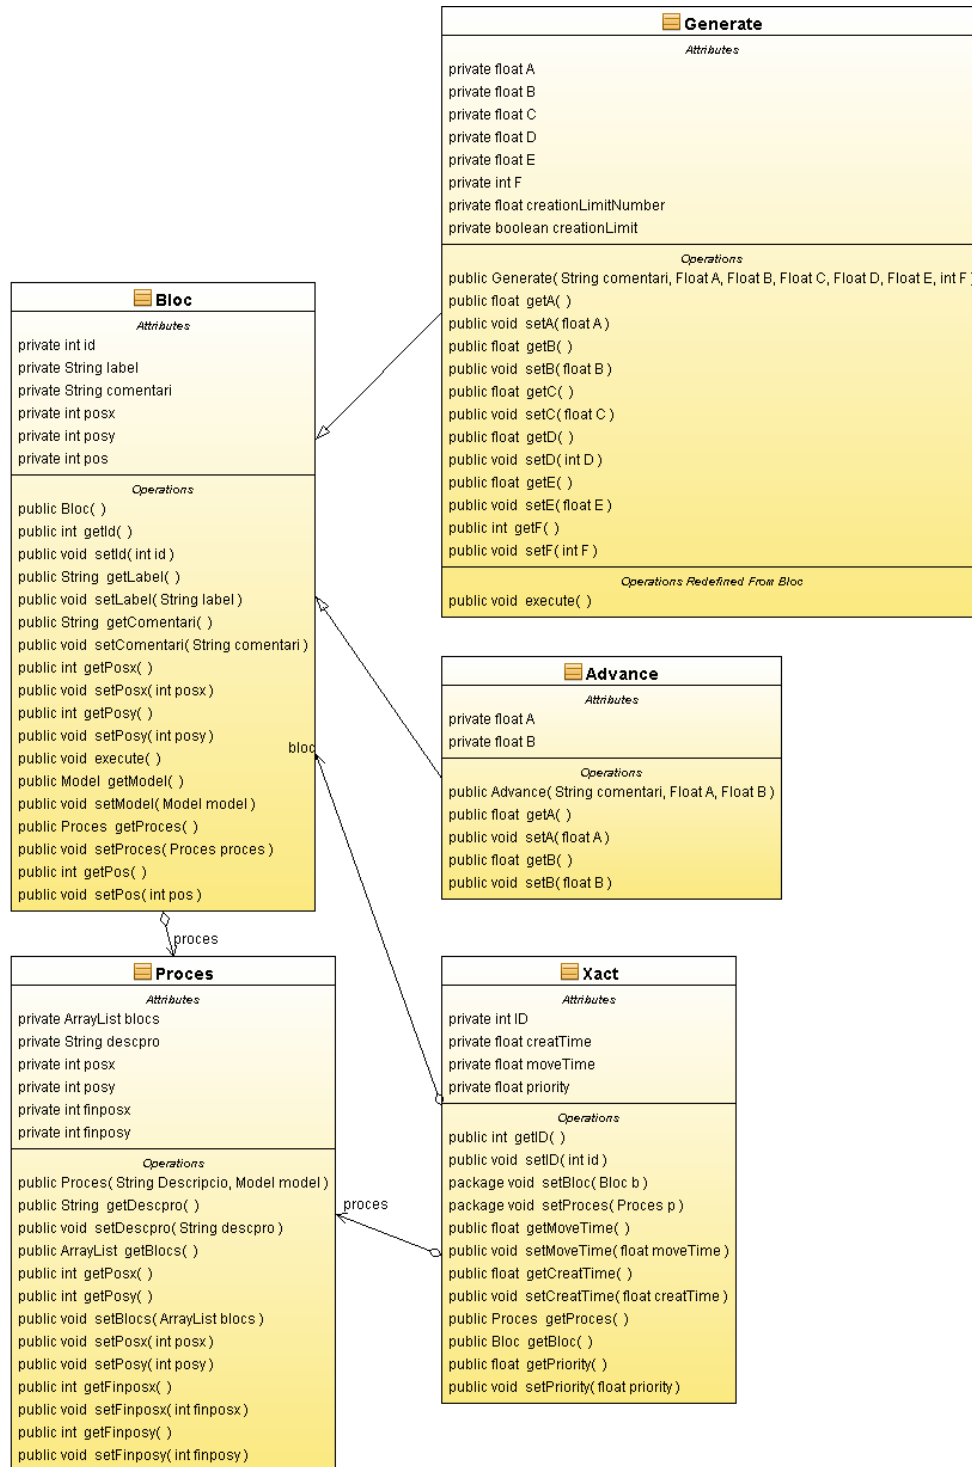 Generate
Attributes
private float A
private float B
private float C
private float D
private float E
private int F
private float creationLimitNumber
private boolean creationLimit
Operations
public Generate( String comentari, Float A, Float B, Float C, Float D, Float E, int F )
public float getA( )
public void setA( float A )
public float getB( )
public void setB( float B )
public float getC( )
public void setC( float C )
public float getD( )
public void setD( int D )
public float getE( )
public void setE( float E )
public int getF( )
public void setF( int F )
Operations Redefined From Bloc
public void execute( )
Bloc
Attributes
private int id
private String label
private String comentari
private int posx
private int posy
private int pos
Operations
public Bloc( )
public int getId( )
public void setId( int id )
public String getLabel( )
public void setLabel( String label )
public String getComentari( )
public void setComentari( String comentari )
public int getPosx( )
public void setPosx( int posx )
public int getPosy( )
public void setPosy( int posy )
public void execute( )
public Model getModel( )
public void setModel( Model model )
public Proces getProces( )
public void setProces( Proces proces )
public int getPos( )
public void setPos( int pos )
bloc
Advance
Attributes
private float A
private float B
Operations
public Advance( String comentari, Float A, Float B )
public float getA( )
public void setA( float A )
public float getB( )
public void setB( float B )
proces
Proces
Attributes
private ArrayList blocs
private String descpro
private int posx
private int posy
private int finposx
private int finposy
Operations
public Proces( String Descripcio, Model model )
public String getDescpro( )
public void setDescpro( String descpro )
public ArrayList getBlocs( )
public int getPosx( )
public int getPosy( )
public void setBlocs( ArrayList blocs )
public void setPosx( int posx )
public void setPosy( int posy )
public int getFinposx( )
public void setFinposx( int finposx )
public int getFinposy( )
public void setFinposy( int finposy )
proces
Xact
Attributes
private int ID
private float creatTime
private float moveTime
private float priority
Operations
public int getID( )
public void setID( int id )
package void setBloc( Bloc b )
package void setProces( Proces p )
public float getMoveTime( )
public void setMoveTime( float moveTime )
public float getCreatTime( )
public void setCreatTime( float creatTime )
public Proces getProces( )
public Bloc getBloc( )
public float getPriority( )
public void setPriority( float priority )